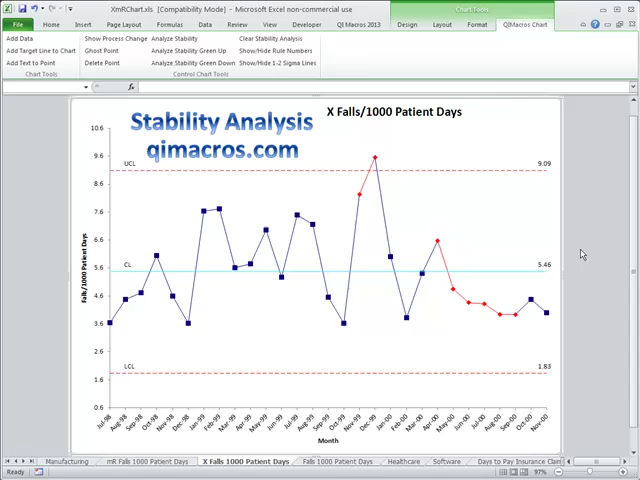 XmRChart.xls [Compatibility Mode] - Microsoft Excel non-commercial use
Chart Tools
File Home Insert Page Layout Formulas Data Review Developer QI Macros 2013 Design Layout Format QIMacros Chart
Add Data Show Process Change Analyze Stability Clear Stability Analysis
Add Target Line to Chart Ghost Point Analyze Stability Green Up Show/Hide Rule Numbers
Add Text to Point Delete Point Analyze Stability Green Down Show/Hide 1-2 Sigma Lines
Chart Tools Control Chart Tools
fx
X Falls/1000 Patient Days
Stability Analysis
qimacros.com
10.6
9.6
UCL 9.09
8.6
7.6
6.6
CL 5.46
5.6
4.6
3.6
2.6
LCL 1.83
1.6
0.6
Falls/1000 Patient Days
Jul-98 Aug-98 Sep-98 Oct-98 Nov-98 Dec-98 Jan-99 Feb-99 Mar-99 Apr-99 May-99 Jun-99 Jul-99 Aug-99 Sep-99 Oct-99 Nov-99 Dec-99 Jan-00 Feb-00 Mar-00 Apr-00 May-00 Jun-00 Jul-00 Aug-00 Sep-00 Oct-00 Nov-00
Month
Manufacturing mR Falls 1000 Patient Days X Falls 1000 Patient Days Falls 1000 Patient Days Healthcare Software Days to Pay Insurance Claim
Ready 97%